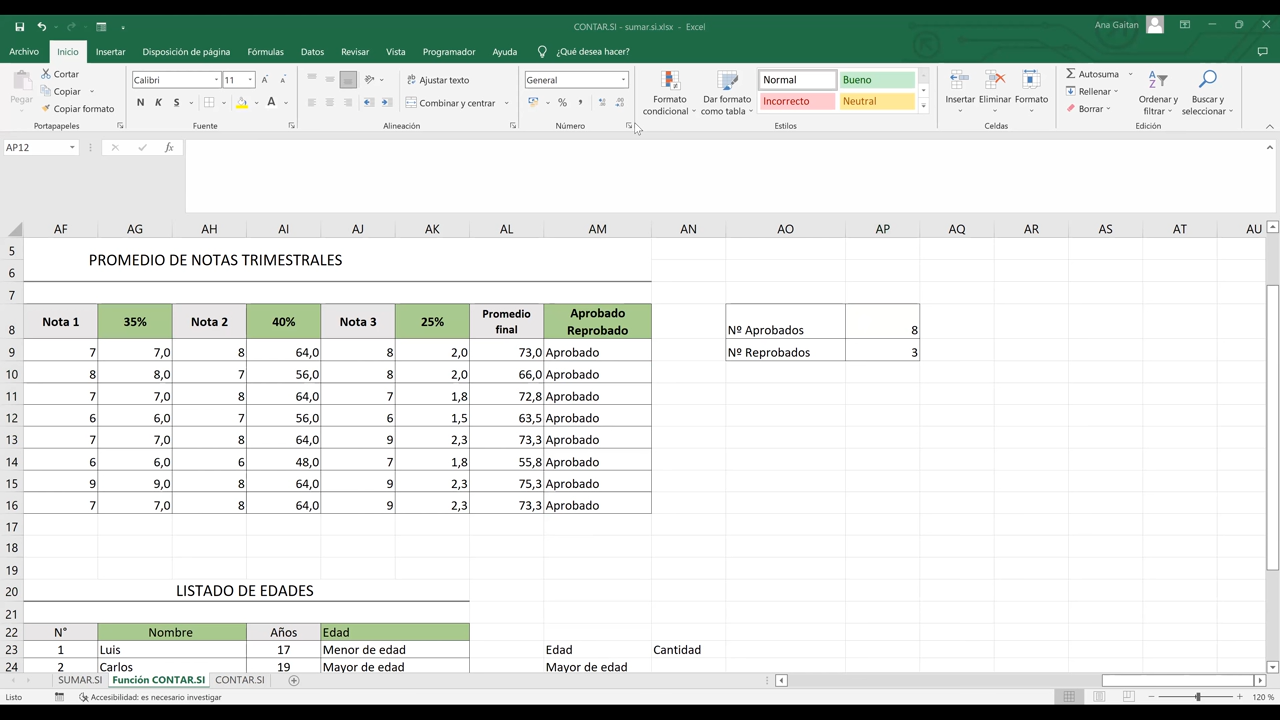 CONTAR.SI - sumar.si.xlsx - Excel
Ana Gaitan
Archivo Inicio Insertar Disposición de página Fórmulas Datos Revisar Vista Programador Ayuda ¿Qué desea hacer?
Pegar
Cortar
Copiar
Copiar formato
Portapapeles
Calibri 11
N K S
Fuente
Ajustar texto
Combinar y centrar
Alineación
General
%
Número
Formato condicional
Dar formato como tabla
Normal Bueno
Incorrecto Neutral
Estilos
Insertar Eliminar Formato
Celdas
Autosuma
Rellenar
Borrar
Ordenar y filtrar
Buscar y seleccionar
Edición
AP12 fx
AF AG AH AI AJ AK AL AM AN AO AP AQ AR AS AT AU
5
PROMEDIO DE NOTAS TRIMESTRALES
6
7
8 Nota 1 35% Nota 2 40% Nota 3 25% Promedio final Aprobado Reprobado Nº Aprobados 8
9 7 7,0 8 64,0 8 2,0 73,0 Aprobado Nº Reprobados 3
10 8 8,0 7 56,0 8 2,0 66,0 Aprobado
11 7 7,0 8 64,0 7 1,8 72,8 Aprobado
12 6 6,0 7 56,0 6 1,5 63,5 Aprobado
13 7 7,0 8 64,0 9 2,3 73,3 Aprobado
14 6 6,0 6 48,0 7 1,8 55,8 Aprobado
15 9 9,0 8 64,0 9 2,3 75,3 Aprobado
16 7 7,0 8 64,0 9 2,3 73,3 Aprobado
17
18
19
20 LISTADO DE EDADES
21
22 N° Nombre Años Edad
23 1 Luis 17 Menor de edad Edad Cantidad
24 2 Carlos 19 Mayor de edad Mayor de edad
SUMAR.SI Función CONTAR.SI CONTAR.SI
Listo Accesibilidad: es necesario investigar 120 %